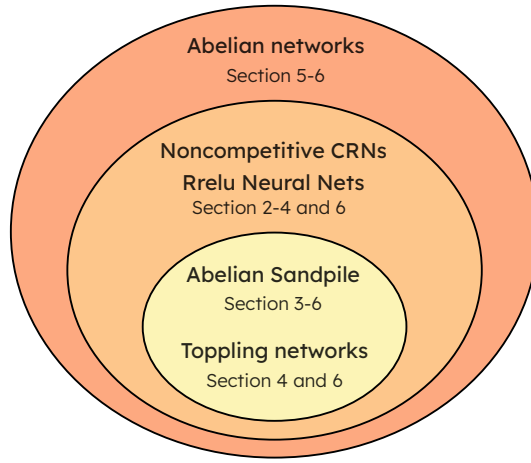 Abelian networks
Section 5-6
Noncompetitive CRNs
Rrelu Neural Nets
Section 2-4 and 6
Abelian Sandpile
Section 3-6
Toppling networks
Section 4 and 6